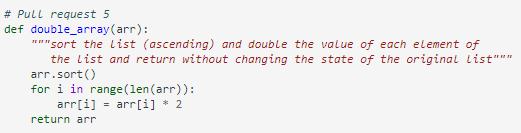 # Pull request 5
def double_array(arr):
    """sort the list (ascending) and double the value of each element of
       the list and return without changing the state of the original list"""
    arr.sort()
    for i in range(len(arr)):
        arr[i] = arr[i] * 2
    return arr